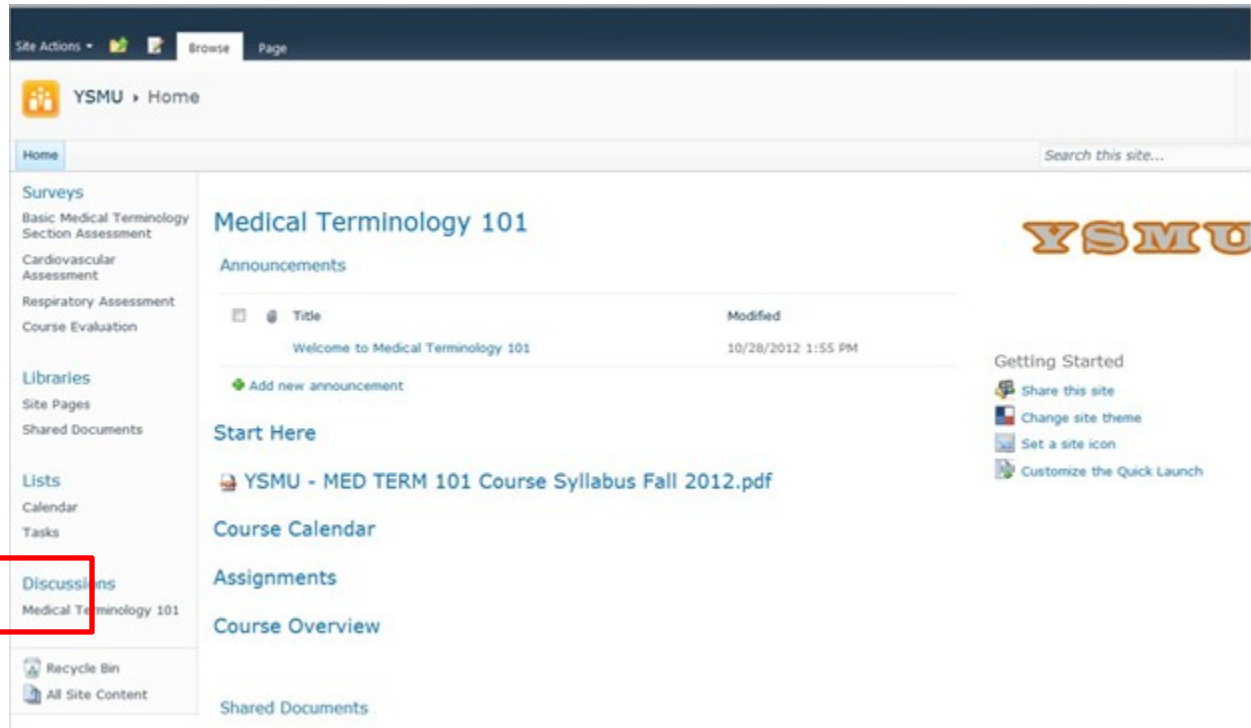 Site Actions
Browse
Page
YSMU ▸ Home
Home
Search this site...
Surveys
Basic Medical Terminology
Section Assessment
Cardiovascular
Assessment
Respiratory Assessment
Course Evaluation
Libraries
Site Pages
Shared Documents
Lists
Calendar
Tasks
Discussions
Medical Terminology 101
Recycle Bin
All Site Content
Medical Terminology 101
Announcements
Title Modified
Welcome to Medical Terminology 101 10/28/2012 1:55 PM
Add new announcement
Start Here
YSMU - MED TERM 101 Course Syllabus Fall 2012.pdf
Course Calendar
Assignments
Course Overview
Shared Documents
YSMU
Getting Started
Share this site
Change site theme
Set a site icon
Customize the Quick Launch